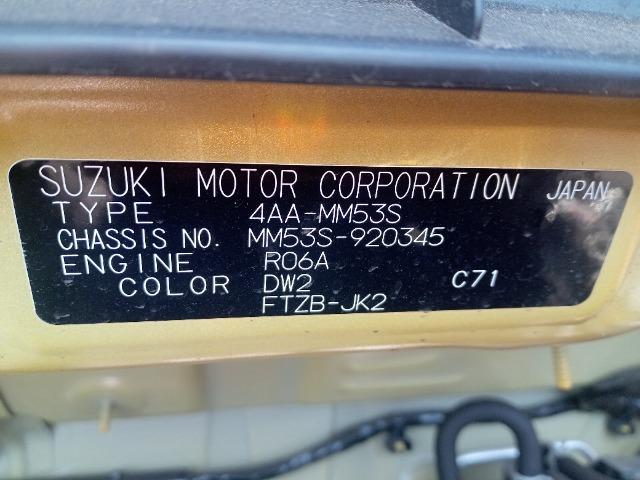 SUZUKI MOTOR CORPORATION JAPAN
TYPE 4AA-MM53S
CHASSIS NO. MM53S-920345
ENGINE R06A
COLOR DW2 C71
FTZB-JK2